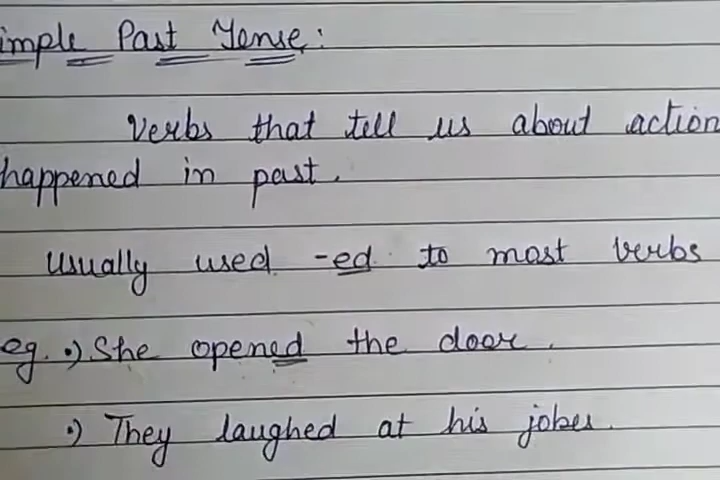 imple Past Tense:
Verbs that tell us about action
happened in past.
Usually used -ed to most verbs
eg. •) She opened the door.
•) They laughed at his jobes.